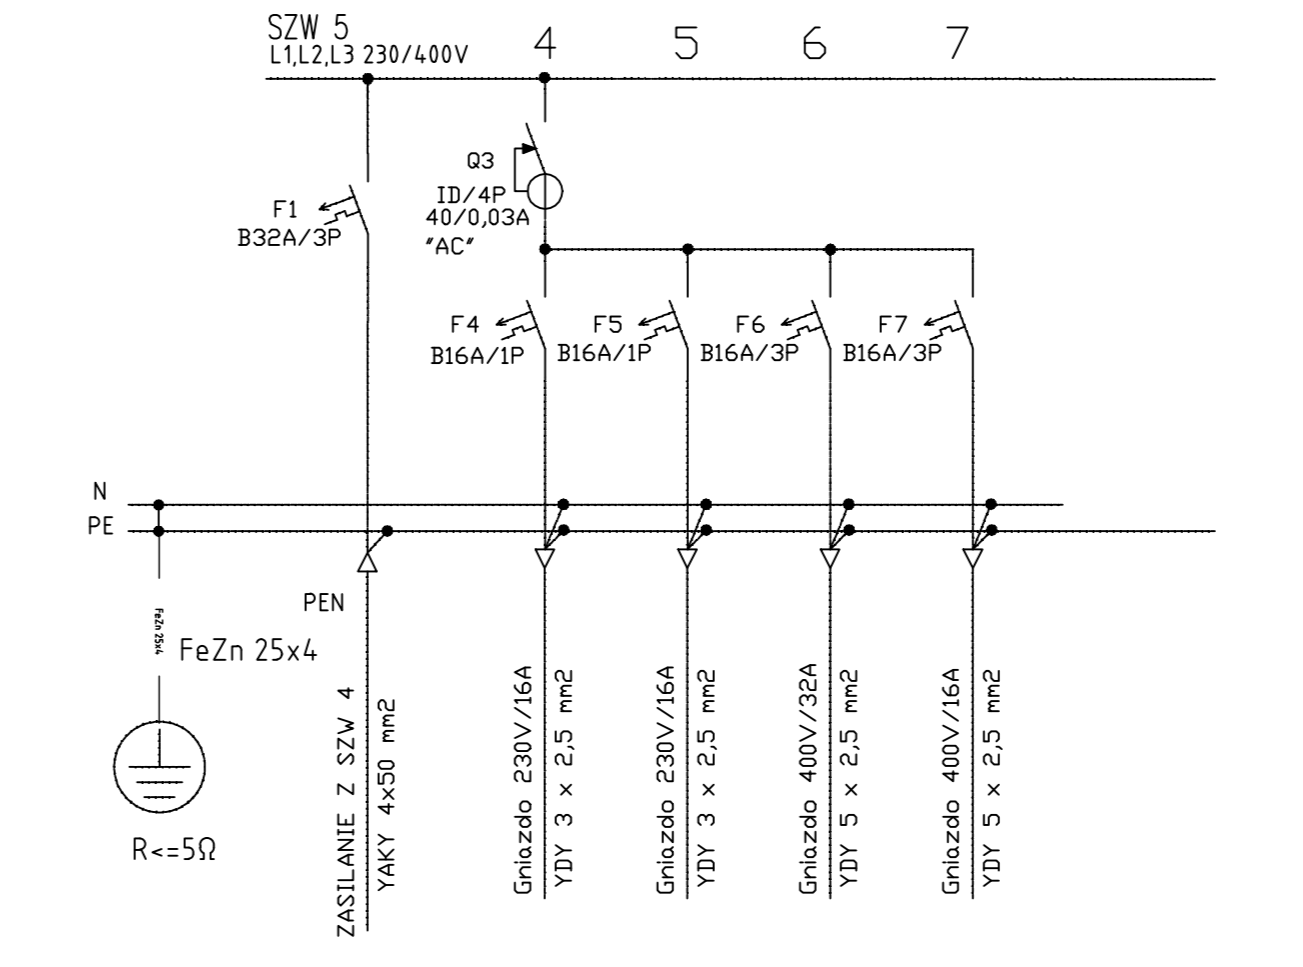 SZW 5
L1,L2,L3 230/400V
4
5
6
7
Q3
ID/4P
40/0,03A
"AC"
F1
B32A/3P
F4
B16A/1P
F5
B16A/1P
F6
B16A/3P
F7
B16A/3P
N
PE
PEN
FeZn 25x4
FeZn 25x4
R<=5Ω
ZASILANIE Z SZW 4
YAKY 4x50 mm2
Gniazdo 230V/16A
YDY 3 x 2,5 mm2
Gniazdo 230V/16A
YDY 3 x 2,5 mm2
Gniazdo 400V/32A
YDY 5 x 2,5 mm2
Gniazdo 400V/16A
YDY 5 x 2,5 mm2